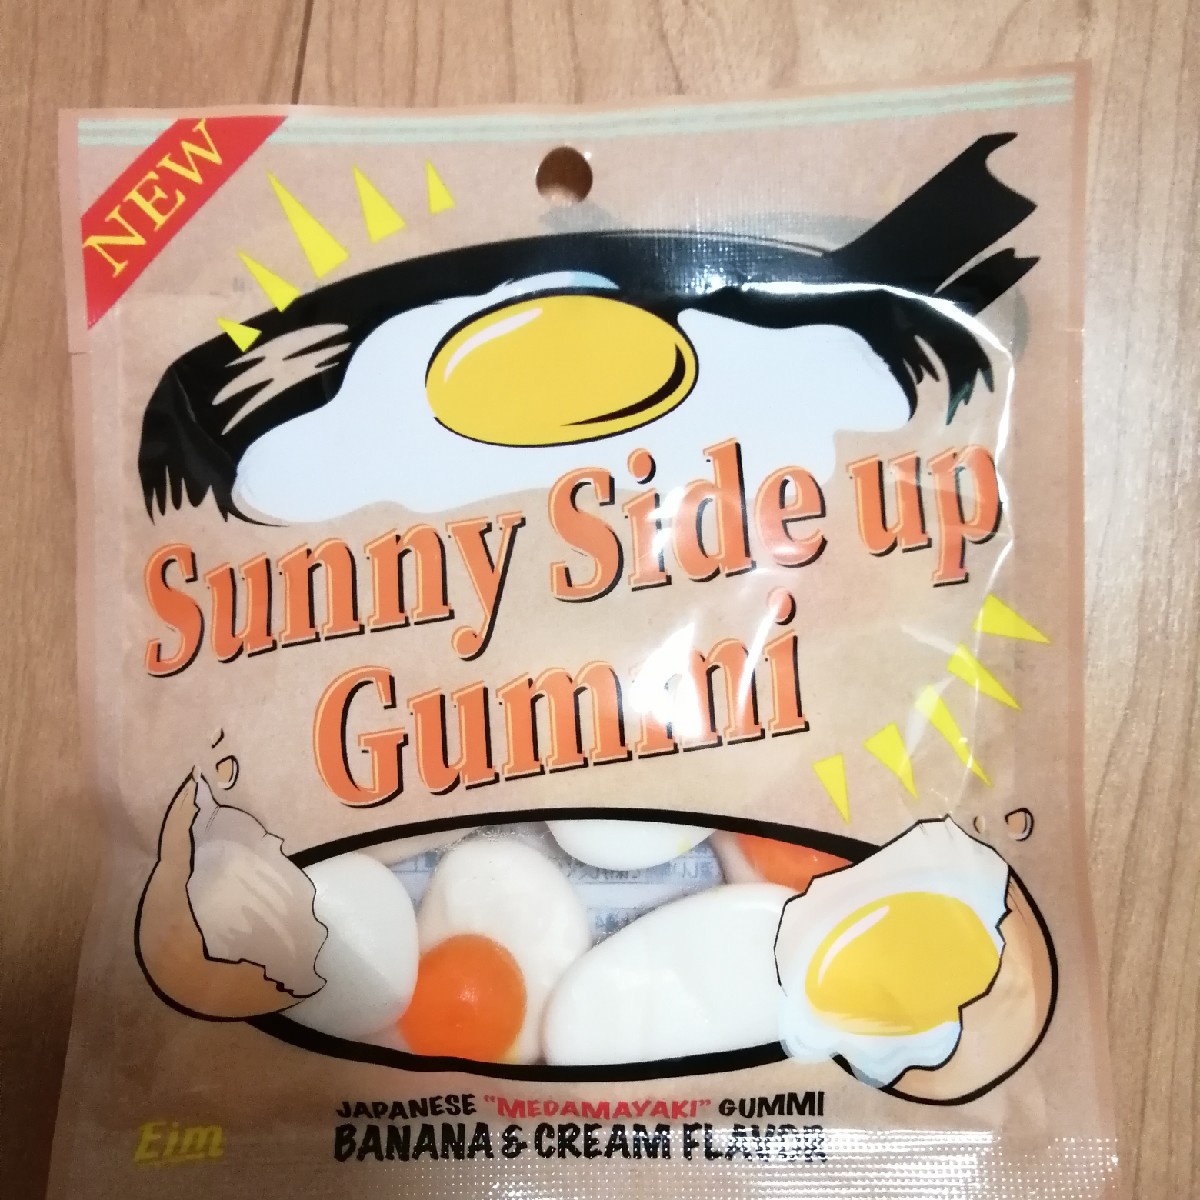 NEW
Sunny Side up
Gummi
JAPANESE "MEDAMAYAKI" GUMMI
BANANA & CREAM FLAVOR
Eim